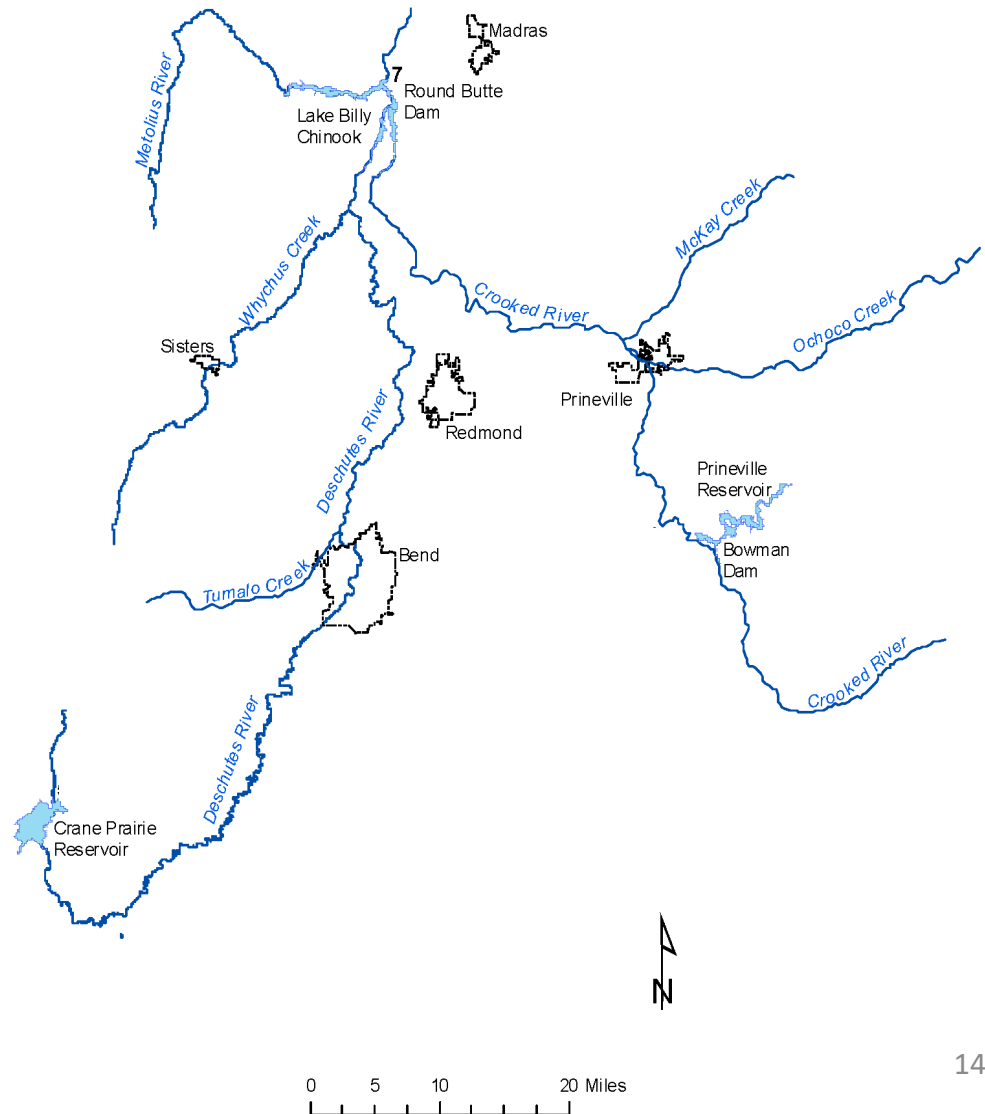 Madras
7
Round Butte
Dam
Lake Billy
Chinook
Metolius River
McKay Creek
Whychus Creek
Crooked River
Ochoco Creek
Sisters
Prineville
Redmond
Deschutes River
Prineville
Reservoir
Bowman
Dam
Bend
Tumalo Creek
Crooked River
Deschutes River
Crane Prairie
Reservoir
N
14
0 5 10 20 Miles